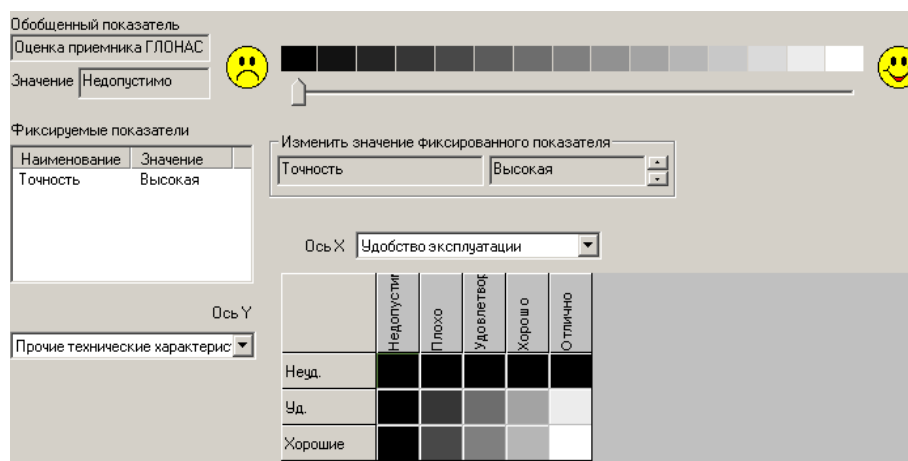 Обобщенный показатель
Оценка приемника ГЛОНАС
Значение Недопустимо
Фиксируемые показатели
Наименование Значение
Точность Высокая
Изменить значение фиксированного показателя
Точность Высокая
Ось X Удобство эксплуатации
Ось Y
Прочие технические характерис
Недопустим
Плохо
Удовлетвор
Хорошо
Отлично
Неуд.
Уд.
Хорошие